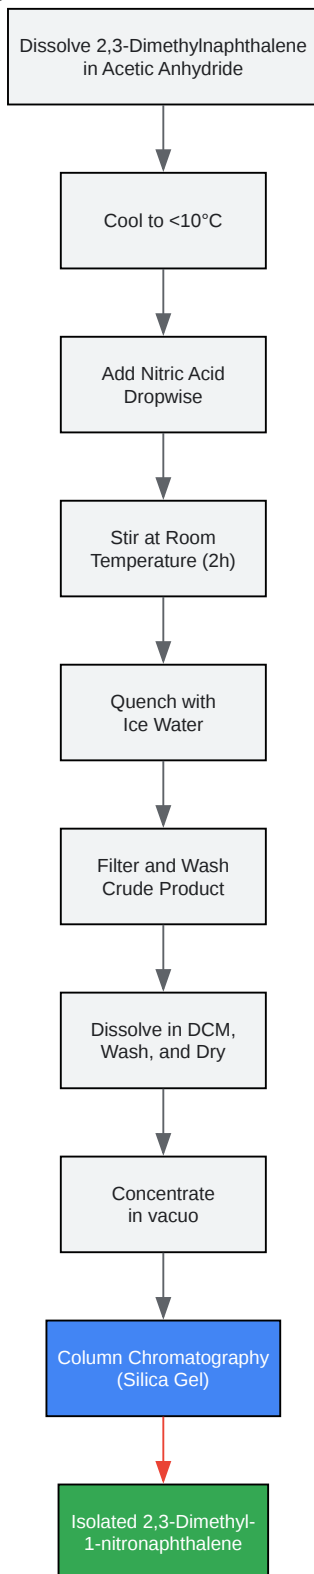 Dissolve 2,3-Dimethylnaphthalene
in Acetic Anhydride
Cool to <10°C
Add Nitric Acid
Dropwise
Stir at Room
Temperature (2h)
Quench with
Ice Water
Filter and Wash
Crude Product
Dissolve in DCM,
Wash, and Dry
Concentrate
in vacuo
Column Chromatography
(Silica Gel)
Isolated 2,3-Dimethyl-
1-nitronaphthalene